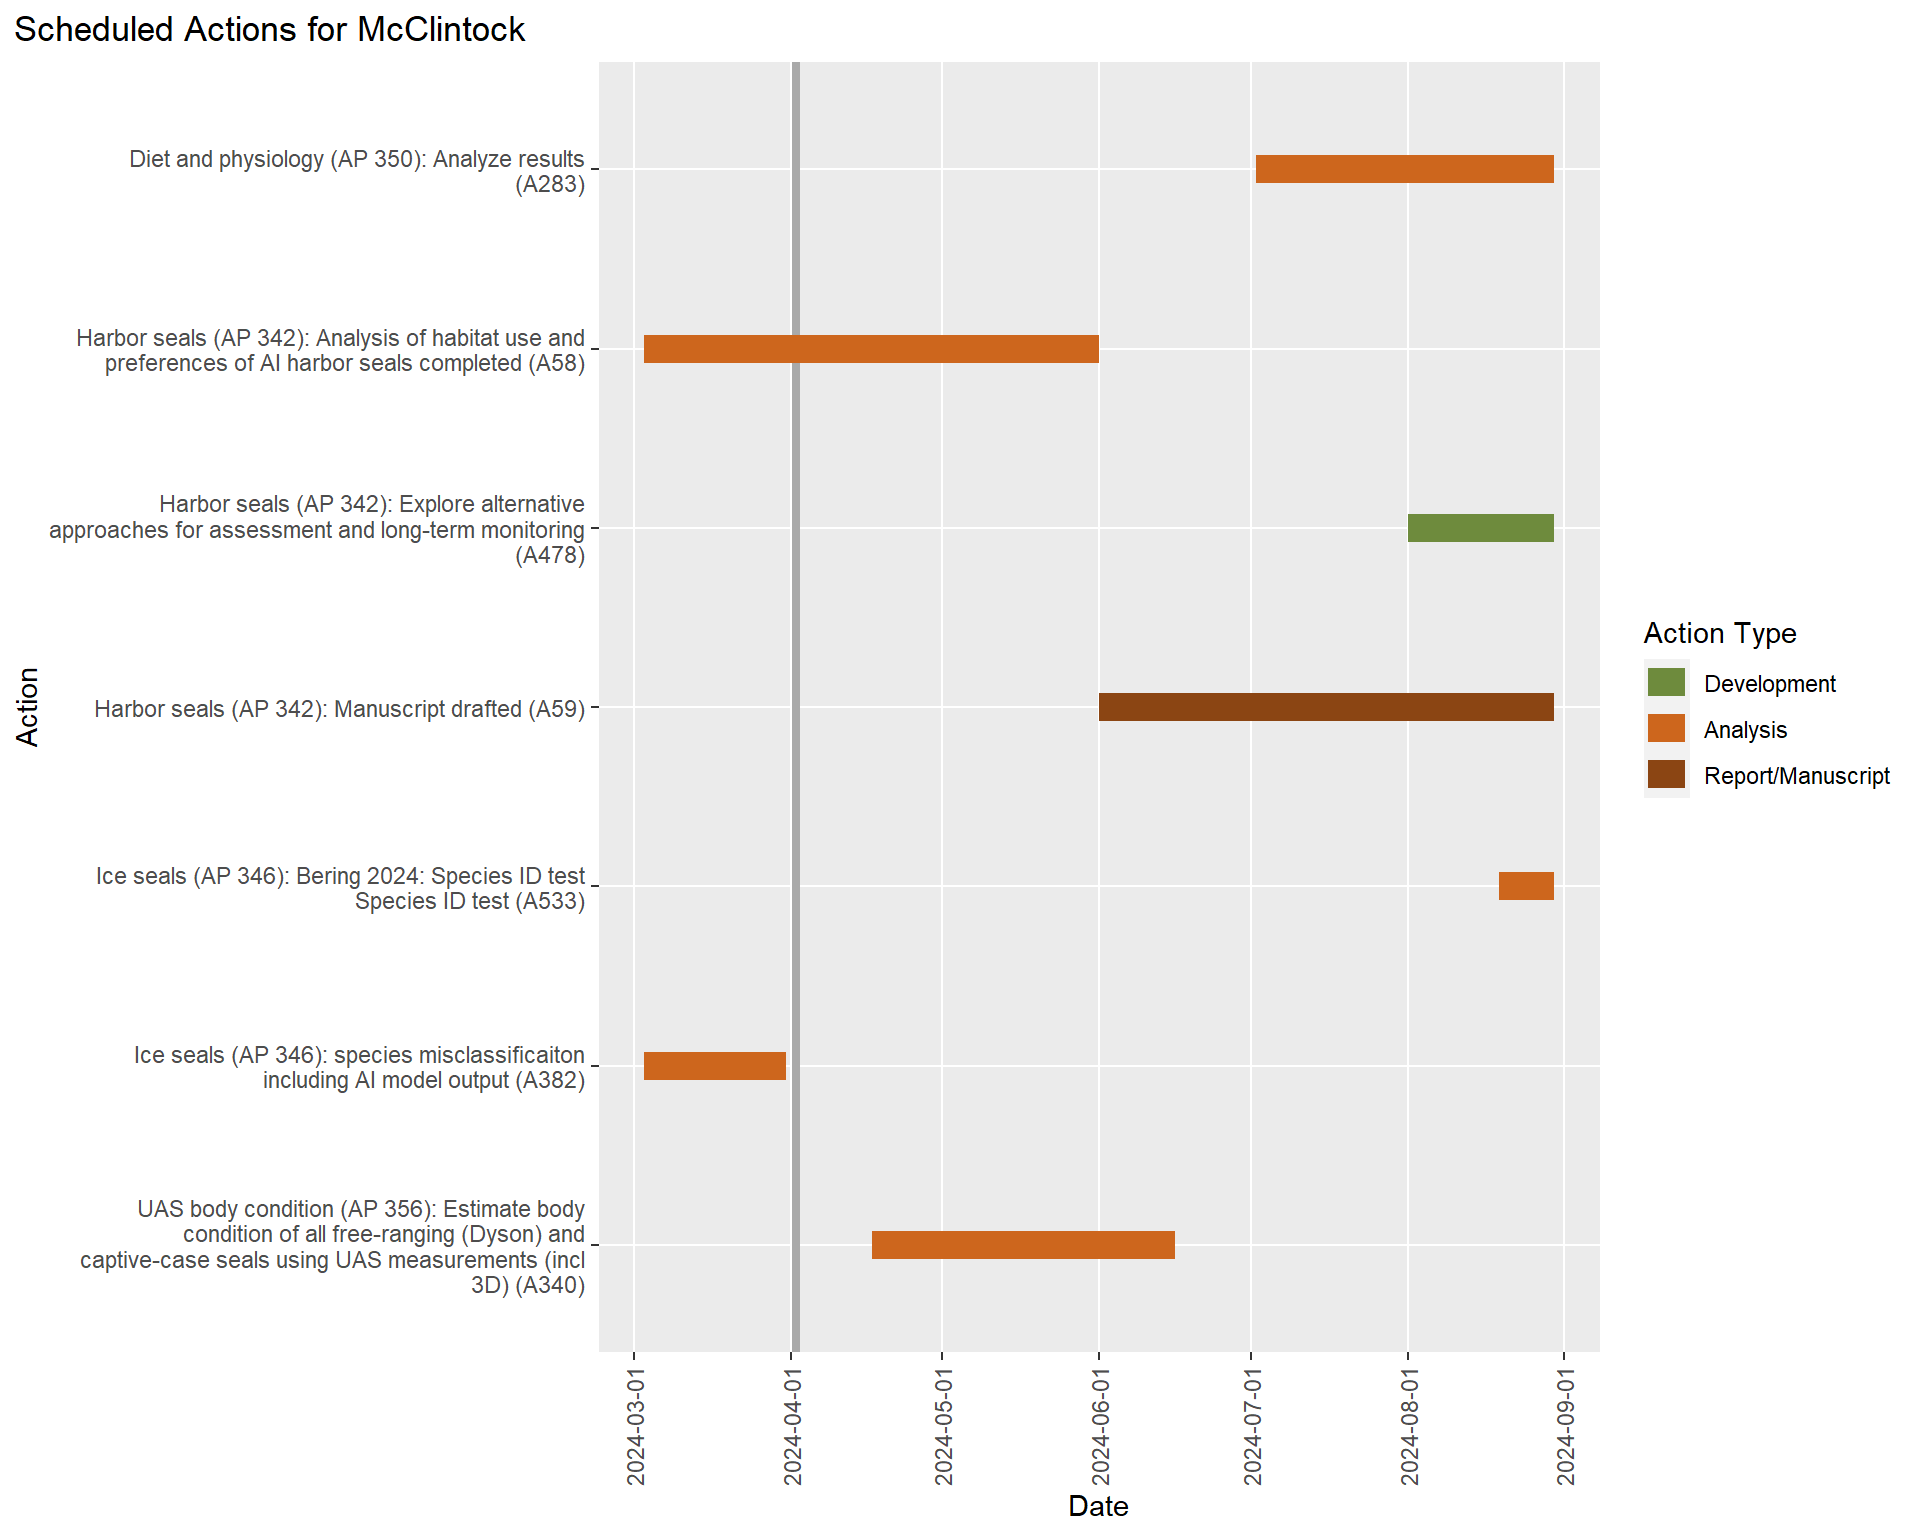 Scheduled Actions for McClintock
Diet and physiology (AP 350): Analyze results
(A283)
Harbor seals (AP 342): Analysis of habitat use and
preferences of AI harbor seals completed (A58)
Harbor seals (AP 342): Explore alternative
approaches for assessment and long-term monitoring
(A478)
Harbor seals (AP 342): Manuscript drafted (A59)
Ice seals (AP 346): Bering 2024: Species ID test
Species ID test (A533)
Ice seals (AP 346): species misclassificaiton
including AI model output (A382)
UAS body condition (AP 356): Estimate body
condition of all free-ranging (Dyson) and
captive-case seals using UAS measurements (incl
3D) (A340)
Action
2024-03-01
2024-04-01
2024-05-01
2024-06-01
2024-07-01
2024-08-01
2024-09-01
Date
Action Type
Development
Analysis
Report/Manuscript